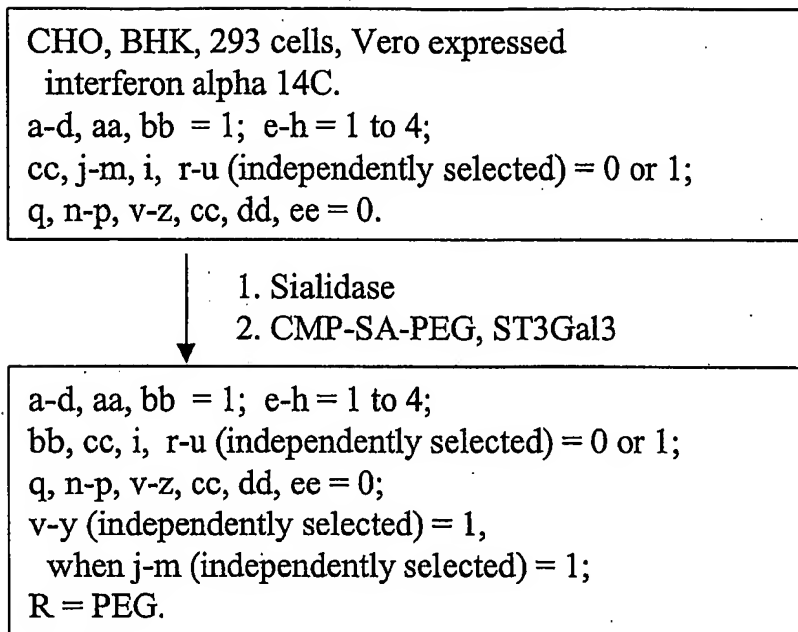 CHO, BHK, 293 cells, Vero expressed
interferon alpha 14C.
a-d, aa, bb = 1; e-h = 1 to 4;
cc, j-m, i, r-u (independently selected) = 0 or 1;
q, n-p, v-z, cc, dd, ee = 0.
1. Sialidase
2. CMP-SA-PEG, ST3Gal3
a-d, aa, bb = 1; e-h = 1 to 4;
bb, cc, i, r-u (independently selected) = 0 or 1;
q, n-p, v-z, cc, dd, ee = 0;
v-y (independently selected) = 1,
when j-m (independently selected) = 1;
R = PEG.